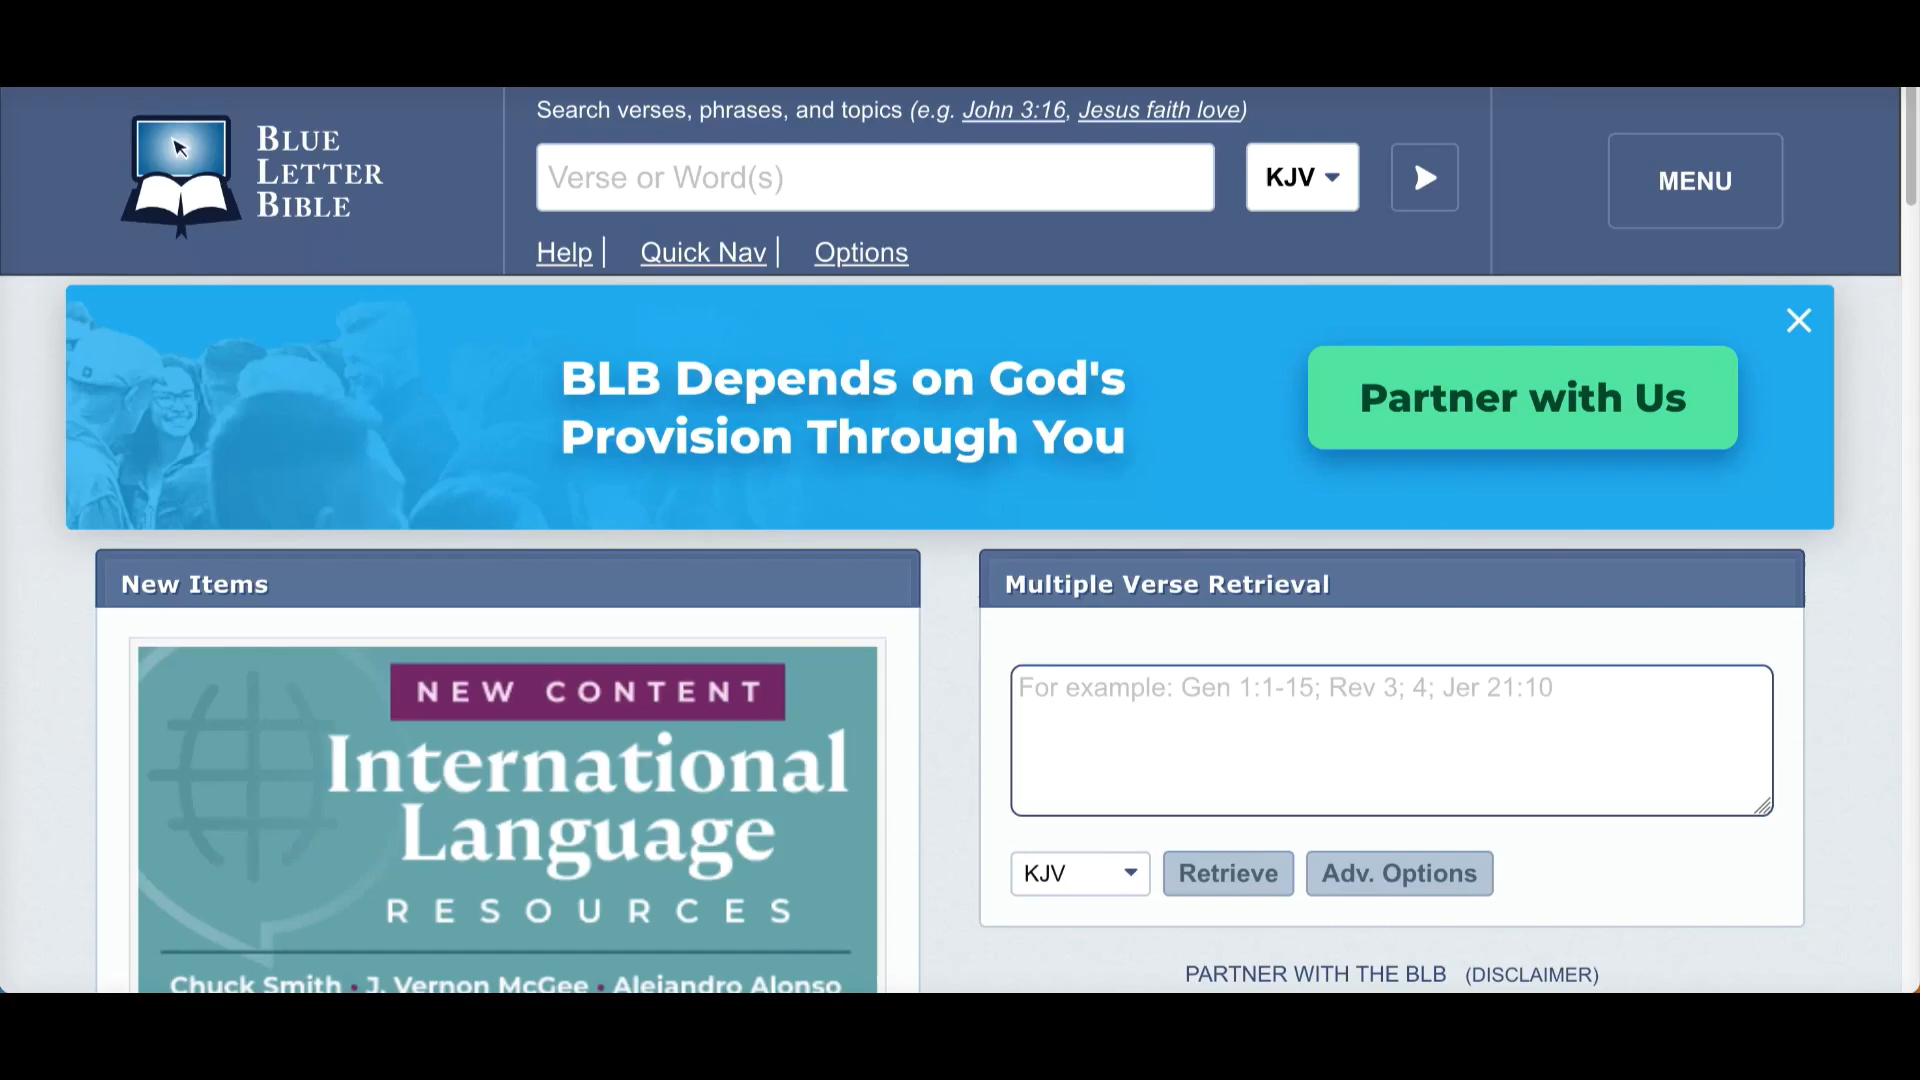 BLUE
LETTER
BIBLE
Search verses, phrases, and topics (e.g. John 3:16, Jesus faith love)
Verse or Word(s)
KJV
MENU
Help | Quick Nav | Options
BLB Depends on God's
Provision Through You
Partner with Us
New Items
NEW CONTENT
International
Language
RESOURCES
Chuck Smith • J. Vernon McGee • Alejandro Alonso
Multiple Verse Retrieval
For example: Gen 1:1-15; Rev 3; 4; Jer 21:10
KJV
Retrieve
Adv. Options
PARTNER WITH THE BLB (DISCLAIMER)